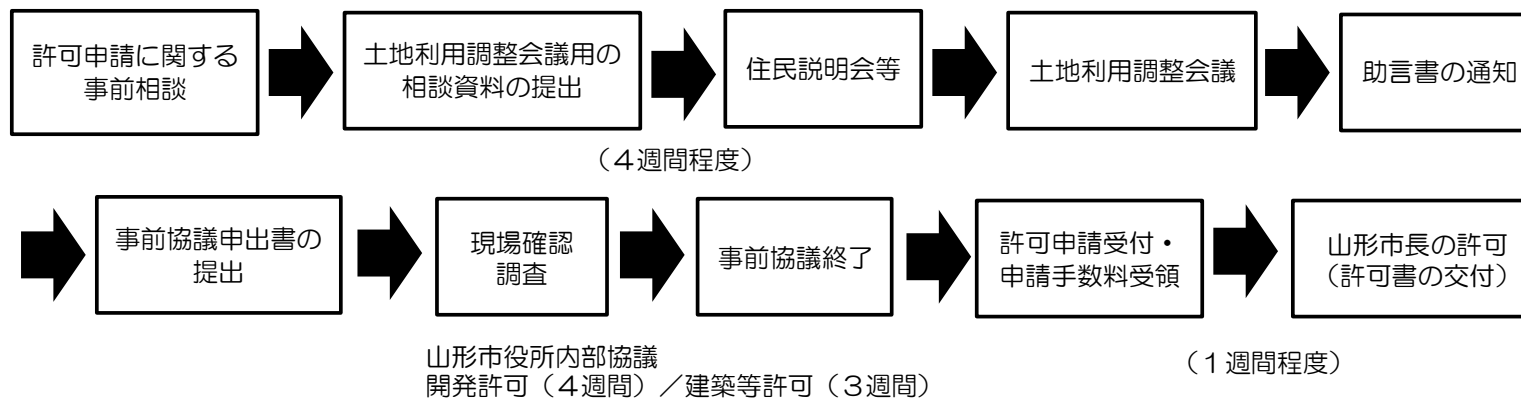 許可申請に関する
事前相談
土地利用調整会議用の
相談資料の提出
住民説明会等
土地利用調整会議
助言書の通知
（４週間程度）
事前協議申出書の
提出
現場確認
調査
事前協議終了
許可申請受付・
申請手数料受領
山形市長の許可
（許可書の交付）
山形市役所内部協議
開発許可（４週間）／建築等許可（３週間）
（１週間程度）